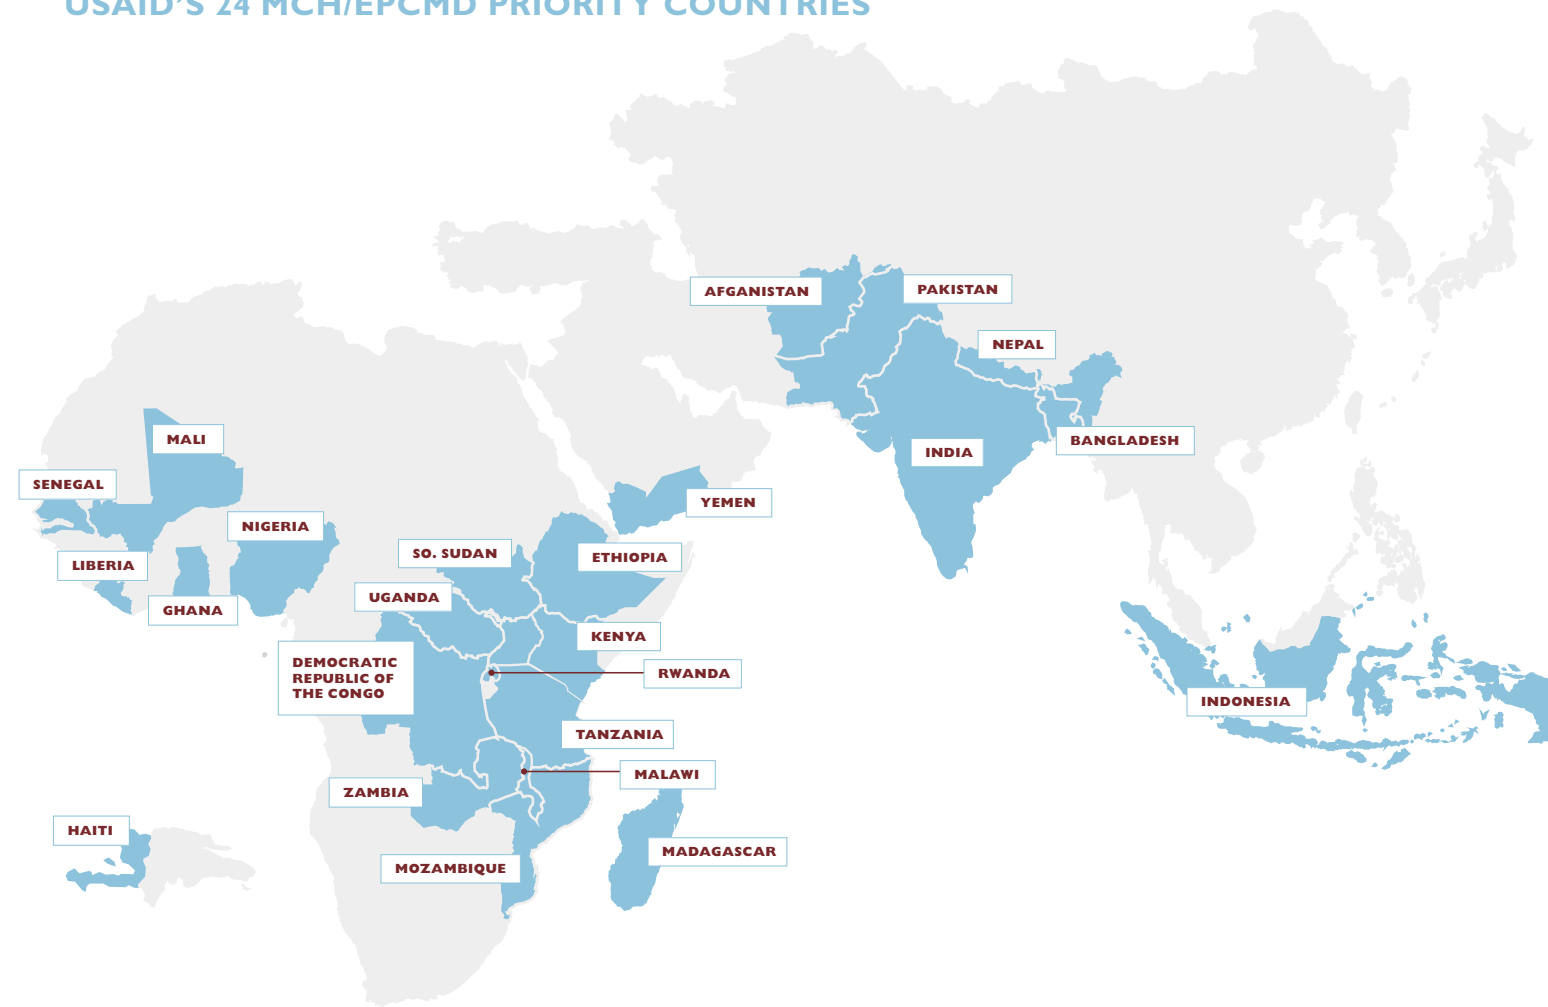 USAID'S 24 MCH/EPCMD PRIORITY COUNTRIES
AFGANISTAN
PAKISTAN
NEPAL
MALI
BANGLADESH
INDIA
SENEGAL
YEMEN
NIGERIA
SO. SUDAN
ETHIOPIA
LIBERIA
UGANDA
GHANA
KENYA
DEMOCRATIC
REPUBLIC OF
THE CONGO
RWANDA
INDONESIA
TANZANIA
MALAWI
ZAMBIA
HAITI
MADAGASCAR
MOZAMBIQUE